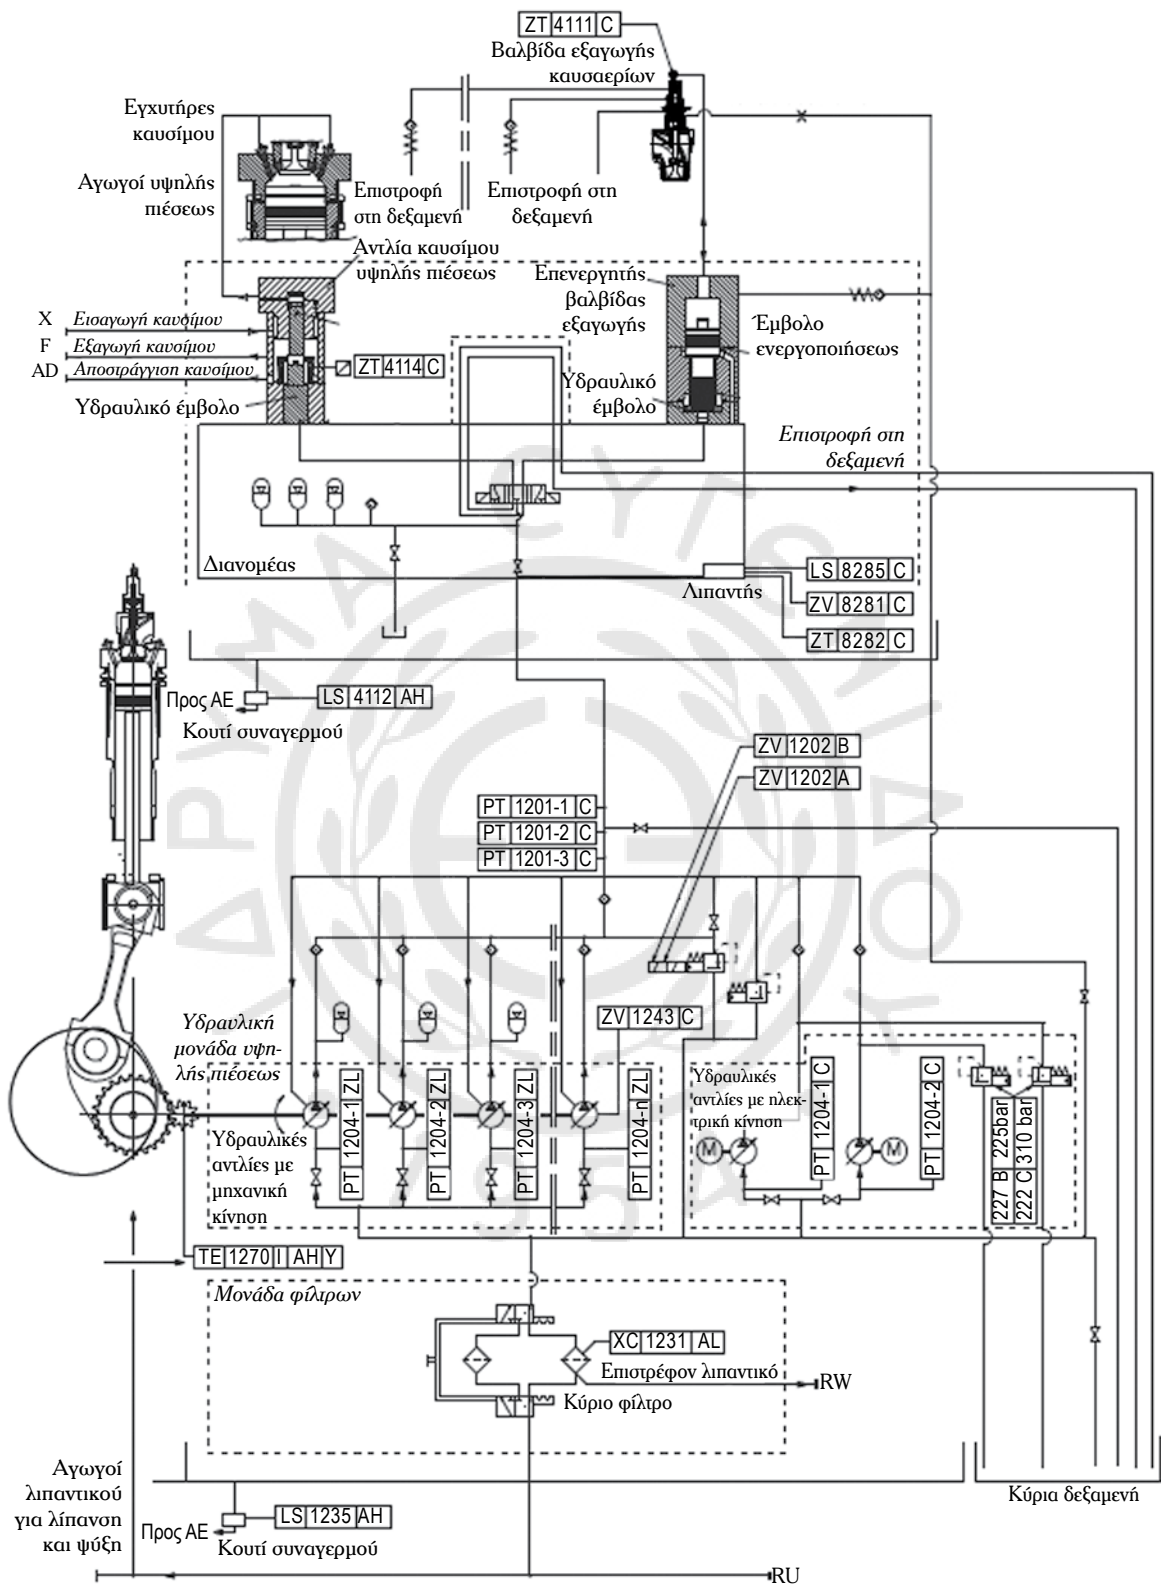 ZT 4111 C
Βαλβίδα εξαγωγής
καυσαερίων
Εγχυτήρες
καυσίμου
Αγωγοί υψηλής
πιέσεως
Επιστροφή
στη δεξαμενή
Επιστροφή στη
δεξαμενή
Αντλία καυσίμου
υψηλής πιέσεως
Επενεργητής
βαλβίδας
εξαγωγής
Έμβολο
ενεργοποιήσεως
X Εισαγωγή καυσίμου
F Εξαγωγή καυσίμου
AD Αποστράγγιση καυσίμου
ZT 4114 C
Υδραυλικό έμβολο
Υδραυλικό
έμβολο
Επιστροφή στη
δεξαμενή
Διανομέας
Λιπαντής
LS 8285 C
ZV 8281 C
ZT 8282 C
Προς ΑΕ
LS 4112 AH
Κουτί συναγερμού
ZV 1202 B
ZV 1202 A
PT 1201-1 C
PT 1201-2 C
PT 1201-3 C
ZV 1243 C
Υδραυλική
μονάδα υψη-
λής πιέσεως
Υδραυλικές
αντλίες με
μηχανική
κίνηση
PT 1204-1 ZL
PT 1204-2 ZL
PT 1204-3 ZL
PT 1204-n ZL
Υδραυλικές
αντλίες με ηλεκ-
τρική κίνηση
M
M
PT 1204-1 C
PT 1204-2 C
227 B 225bar
222 C 310 bar
TE 1270 I AH Y
Μονάδα φίλτρων
XC 1231 AL
Επιστρέφον λιπαντικό
RW
Κύριο φίλτρο
Αγωγοί
λιπαντικού
για λίπανση
και ψύξη
Κύρια δεξαμενή
Προς ΑΕ
LS 1235 AH
Κουτί συναγερμού
RU
ΙΔΡΥΜΑ ΕΥΓΕΝΙΔΟΥ
1954